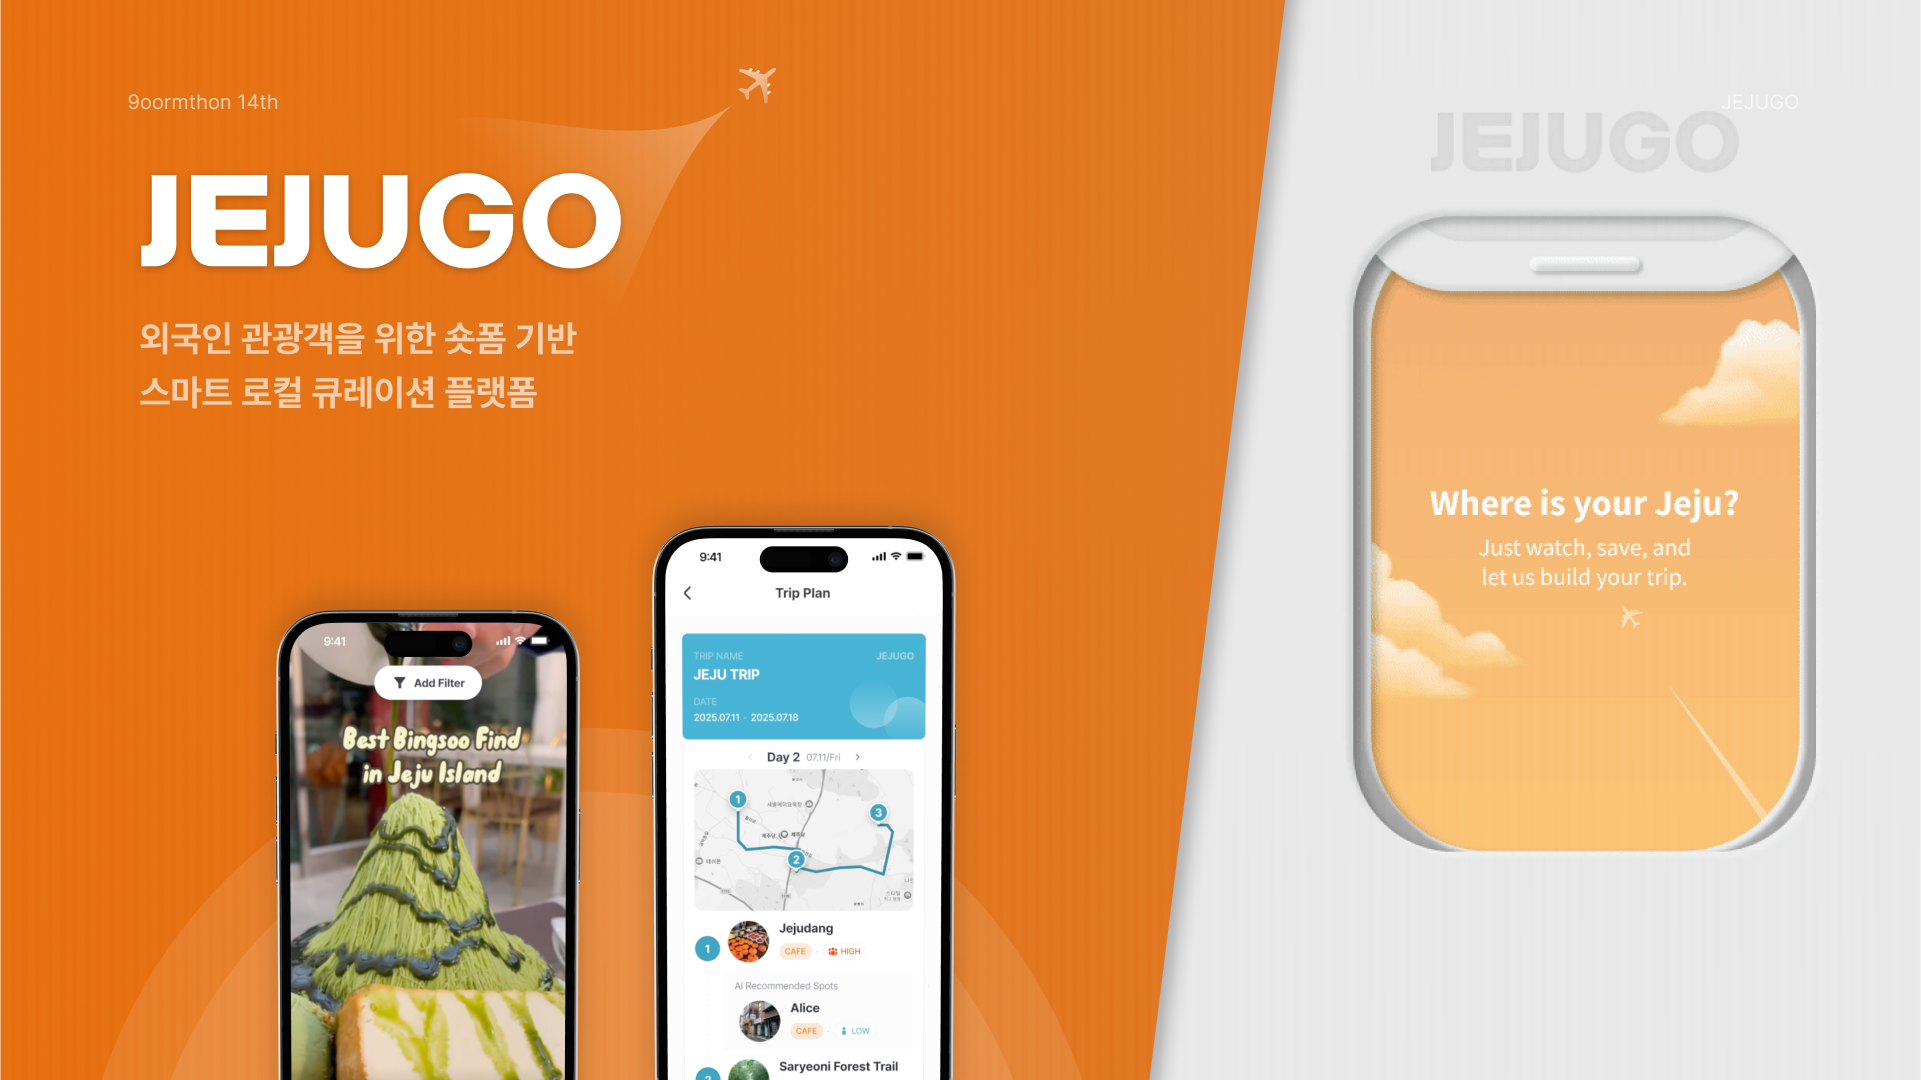 9oormthon 14th
JEJUGO
외국인 관광객을 위한 숏폼 기반
스마트 로컬 큐레이션 플랫폼
9:41
Add Filter
Best Bingsoo Find
in Jeju Island
9:41
Trip Plan
TRIP NAME
JEJUGO
JEJU TRIP
DATE
2025.07.11 - 2025.07.18
Day 2 07.11/Fri
1
3
2
1
Jejudang
CAFE · HIGH
AI Recommended Spots
Alice
CAFE · LOW
2
Saryeoni Forest Trail
JEJUGO
JEJUGO
Where is your Jeju?
Just watch, save, and
let us build your trip.